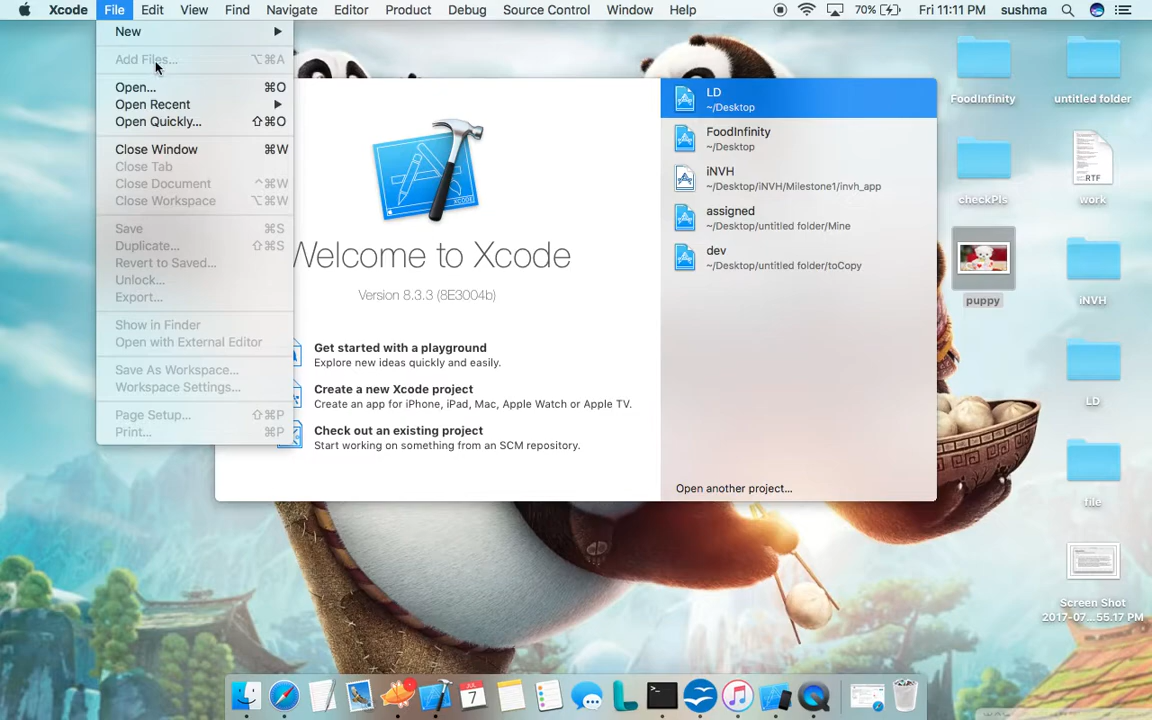 Xcode File Edit View Find Navigate Editor Product Debug Source Control Window Help 70% Fri 11:11 PM sushma
New
Add Files... ⌥⌘A
Open... ⌘O
Open Recent
Open Quickly... ⇧⌘O
Close Window ⌘W
Close Tab
Close Document ^⌘W
Close Workspace ⌥⌘W
Save ⌘S
Duplicate... ⇧⌘S
Revert to Saved...
Unlock...
Export...
Show in Finder
Open with External Editor
Save As Workspace...
Workspace Settings...
Page Setup... ⇧⌘P
Print... ⌘P
Welcome to Xcode
Version 8.3.3 (8E3004b)
Get started with a playground
Explore new ideas quickly and easily.
Create a new Xcode project
Create an app for iPhone, iPad, Mac, Apple Watch or Apple TV.
Check out an existing project
Start working on something from an SCM repository.
LD
~/Desktop
FoodInfinity
~/Desktop
iNVH
~/Desktop/iNVH/Milestone1/invh_app
assigned
~/Desktop/untitled folder/Mine
dev
~/Desktop/untitled folder/toCopy
Open another project...
FoodInfinity
untitled folder
checkPls
RTF
work
puppy
iNVH
LD
file
Screen Shot
2017-07...55.17 PM
7